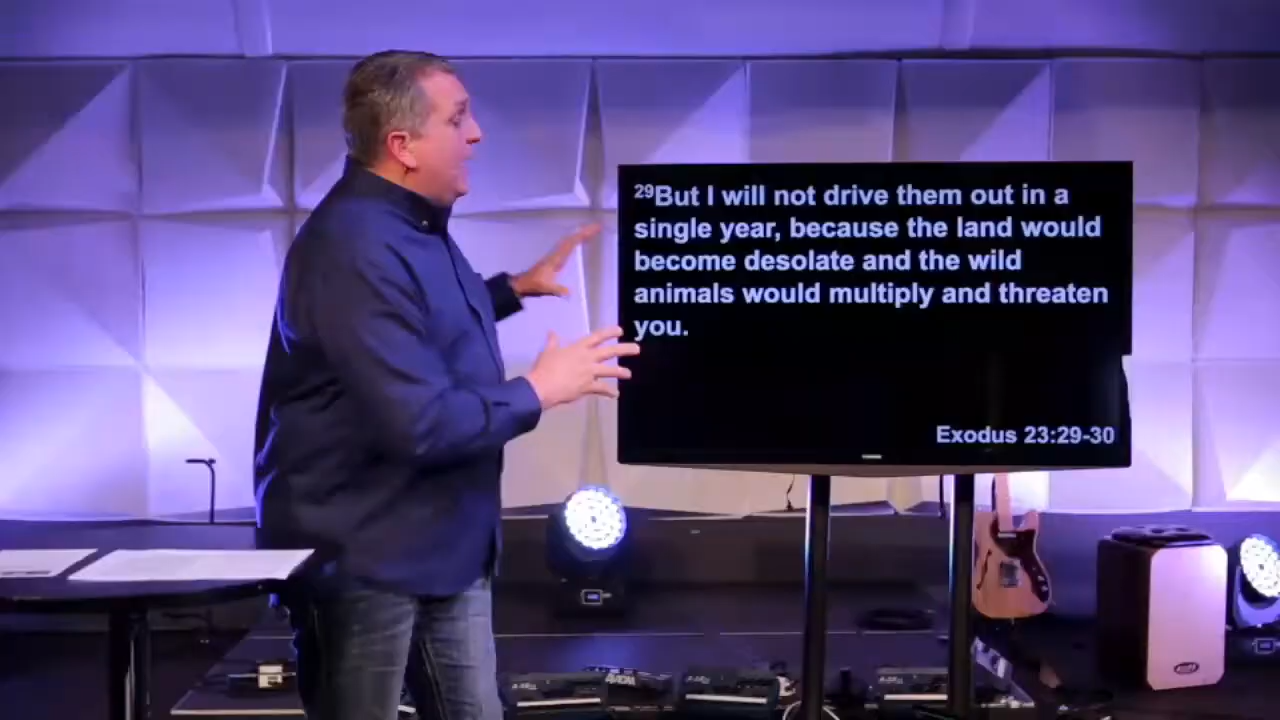 ²⁹But I will not drive them out in a
single year, because the land would
become desolate and the wild
animals would multiply and threaten
you.
Exodus 23:29-30